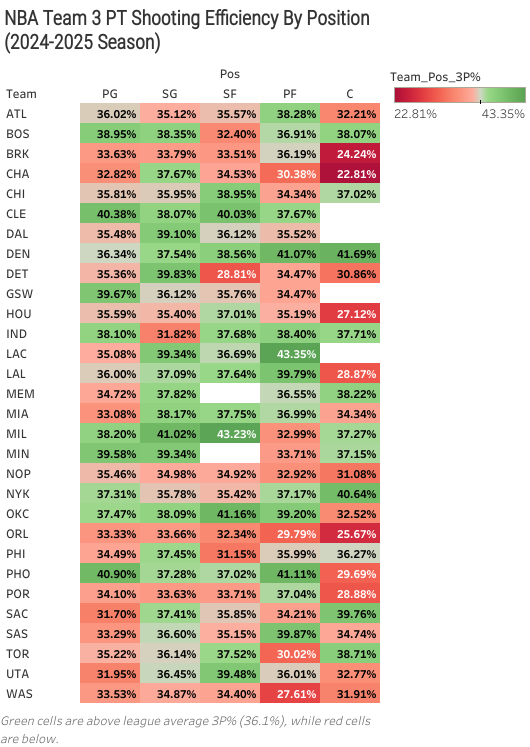 NBA Team 3 PT Shooting Efficiency By Position
(2024-2025 Season)
Pos
Team_Pos_3P%
Team PG SG SF PF C
22.81% 43.35%
ATL 36.02% 35.12% 35.57% 38.28% 32.21%
BOS 38.95% 38.35% 32.40% 36.91% 38.07%
BRK 33.63% 33.79% 33.51% 36.19% 24.24%
CHA 32.82% 37.67% 34.53% 30.38% 22.81%
CHI 35.81% 35.95% 38.95% 34.34% 37.02%
CLE 40.38% 38.07% 40.03% 37.67%
DAL 35.48% 39.10% 36.12% 35.52%
DEN 36.34% 37.54% 38.56% 41.07% 41.69%
DET 35.36% 39.83% 28.81% 34.47% 30.86%
GSW 39.67% 36.12% 35.76% 34.47%
HOU 35.59% 35.40% 37.01% 35.19% 27.12%
IND 38.10% 31.82% 37.68% 38.40% 37.71%
LAC 35.08% 39.34% 36.69% 43.35%
LAL 36.00% 37.09% 37.64% 39.79% 28.87%
MEM 34.72% 37.82% 36.55% 38.22%
MIA 33.08% 38.17% 37.75% 36.99% 34.34%
MIL 38.20% 41.02% 43.23% 32.99% 37.27%
MIN 39.58% 39.34% 33.71% 37.15%
NOP 35.46% 34.98% 34.92% 32.92% 31.08%
NYK 37.31% 35.78% 35.42% 37.17% 40.64%
OKC 37.47% 38.09% 41.16% 39.20% 32.52%
ORL 33.33% 33.66% 32.34% 29.79% 25.67%
PHI 34.49% 37.45% 31.15% 35.99% 36.27%
PHO 40.90% 37.28% 37.02% 41.11% 29.69%
POR 34.10% 33.63% 33.71% 37.04% 28.88%
SAC 31.70% 37.41% 35.85% 34.21% 39.76%
SAS 33.29% 36.60% 35.15% 39.87% 34.74%
TOR 35.22% 36.14% 37.52% 30.02% 38.71%
UTA 31.95% 36.45% 39.48% 36.01% 32.77%
WAS 33.53% 34.87% 34.40% 27.61% 31.91%
Green cells are above league average 3P% (36.1%), while red cells
are below.